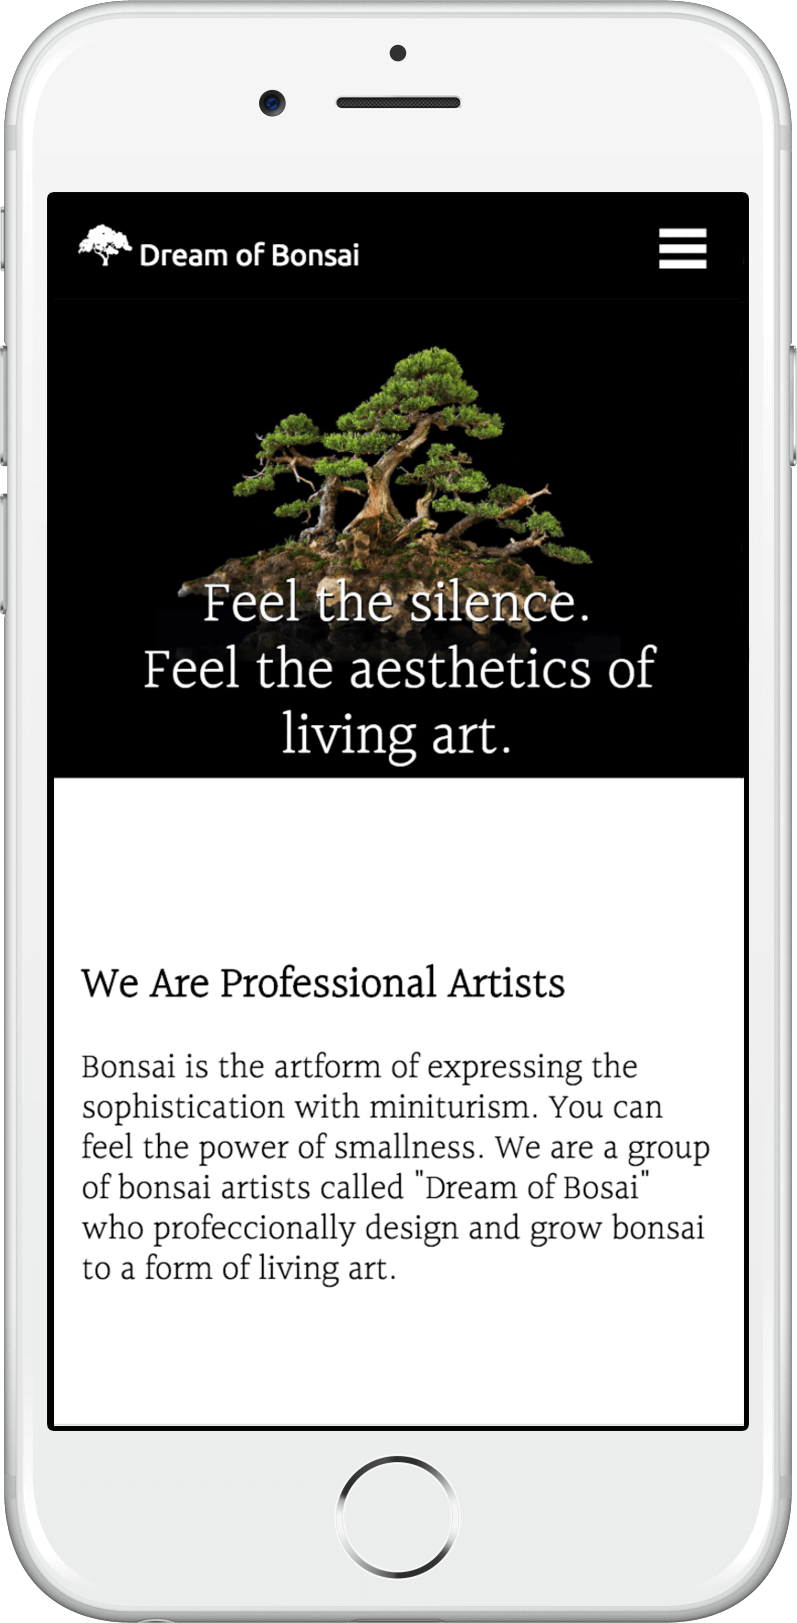 Dream of Bonsai
Feel the silence.
Feel the aesthetics of
living art.
We Are Professional Artists
Bonsai is the artform of expressing the
sophistication with miniturism. You can
feel the power of smallness. We are a group
of bonsai artists called "Dream of Bosai"
who profeccionally design and grow bonsai
to a form of living art.